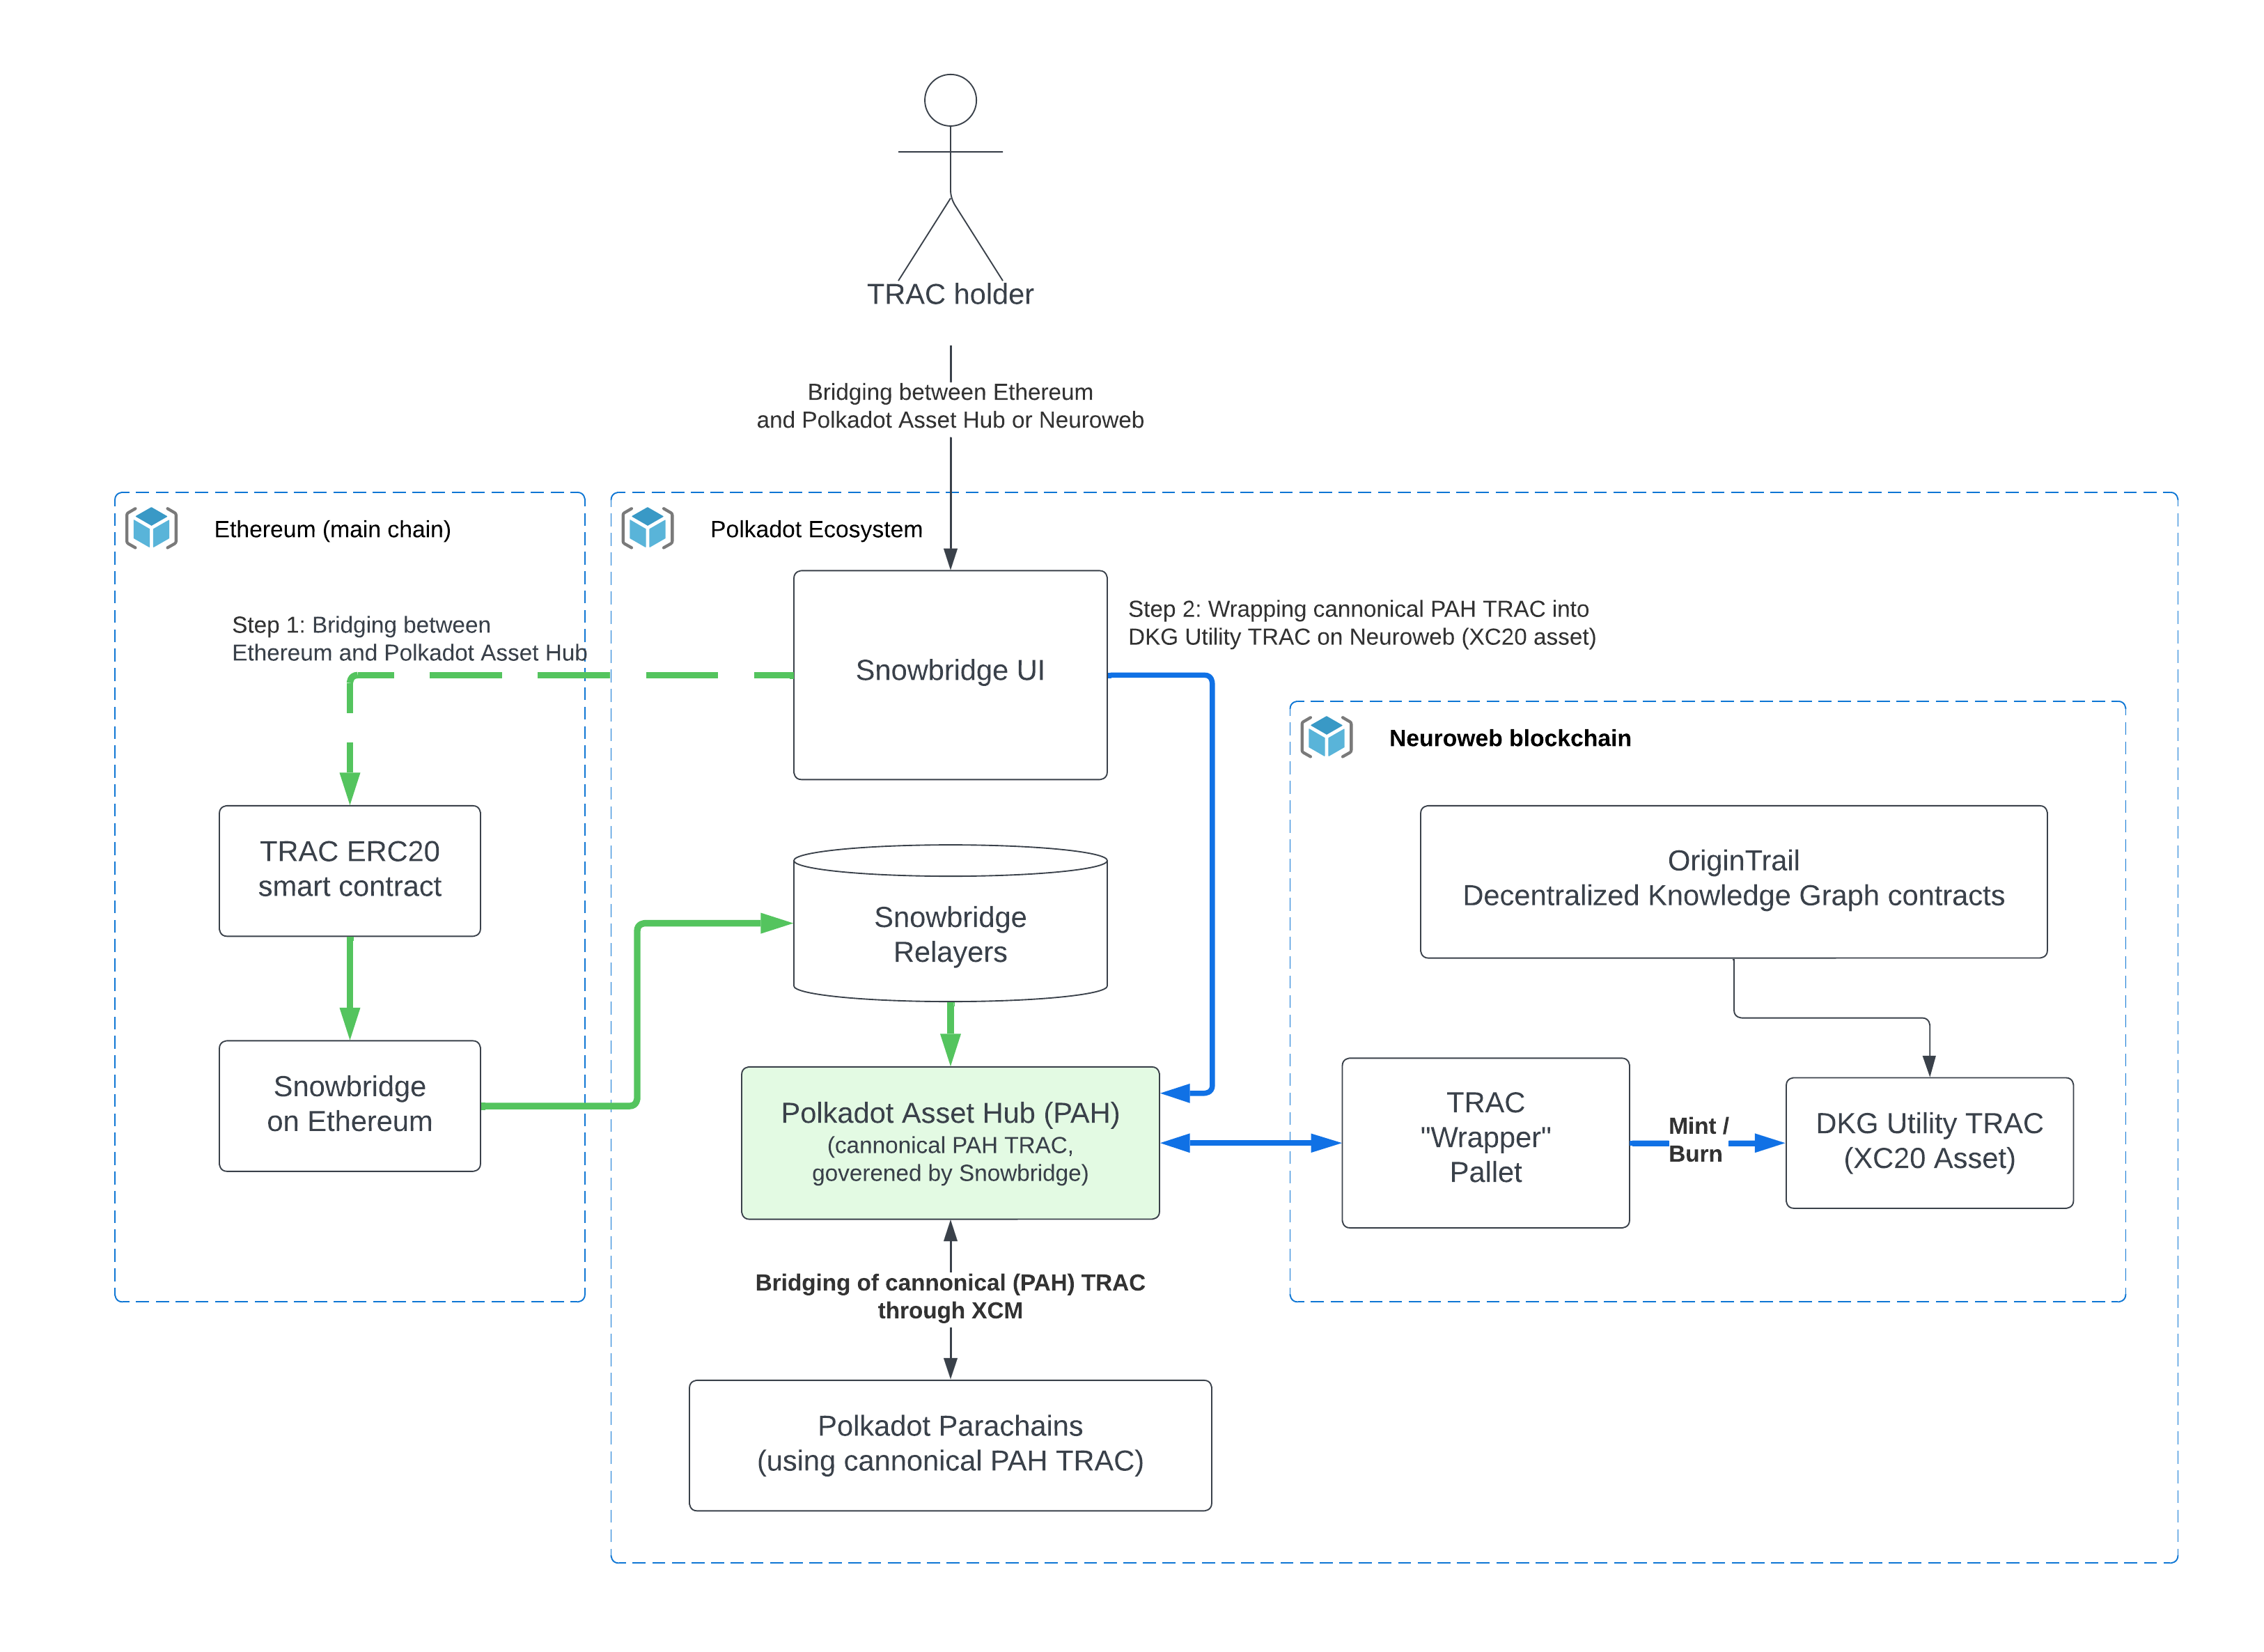 TRAC holder
Bridging between Ethereum
and Polkadot Asset Hub or Neuroweb
Ethereum (main chain)
Polkadot Ecosystem
Step 1: Bridging between
Ethereum and Polkadot Asset Hub
Snowbridge UI
Step 2: Wrapping cannonical PAH TRAC into
DKG Utility TRAC on Neuroweb (XC20 asset)
Neuroweb blockchain
TRAC ERC20
smart contract
OriginTrail
Decentralized Knowledge Graph contracts
Snowbridge
Relayers
Snowbridge
on Ethereum
Polkadot Asset Hub (PAH)
(cannonical PAH TRAC,
goverened by Snowbridge)
TRAC
"Wrapper"
Pallet
Mint /
Burn
DKG Utility TRAC
(XC20 Asset)
Bridging of cannonical (PAH) TRAC
through XCM
Polkadot Parachains
(using cannonical PAH TRAC)